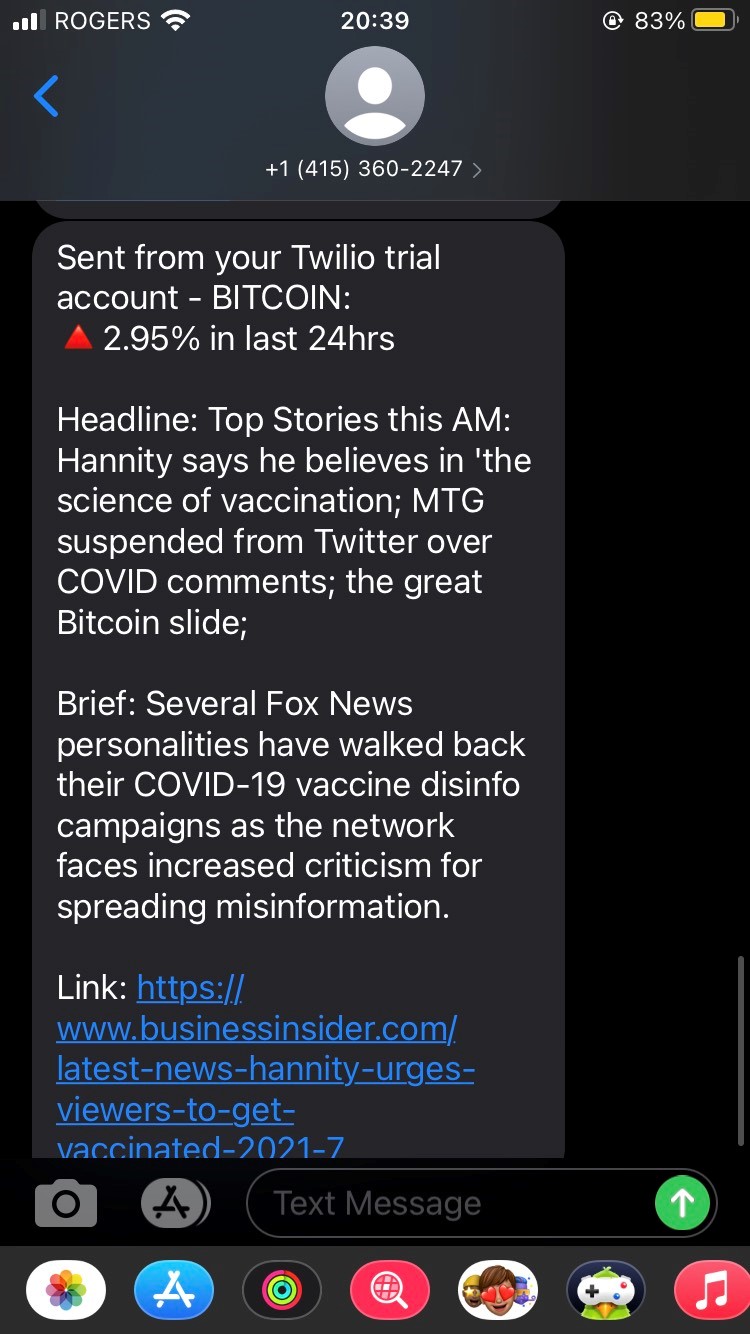 ROGERS 20:39 83%
+1 (415) 360-2247
Sent from your Twilio trial
account - BITCOIN:
🔺 2.95% in last 24hrs
Headline: Top Stories this AM:
Hannity says he believes in 'the
science of vaccination; MTG
suspended from Twitter over
COVID comments; the great
Bitcoin slide;
Brief: Several Fox News
personalities have walked back
their COVID-19 vaccine disinfo
campaigns as the network
faces increased criticism for
spreading misinformation.
Link: https://
www.businessinsider.com/
latest-news-hannity-urges-
viewers-to-get-
vaccinated-2021-7
Text Message